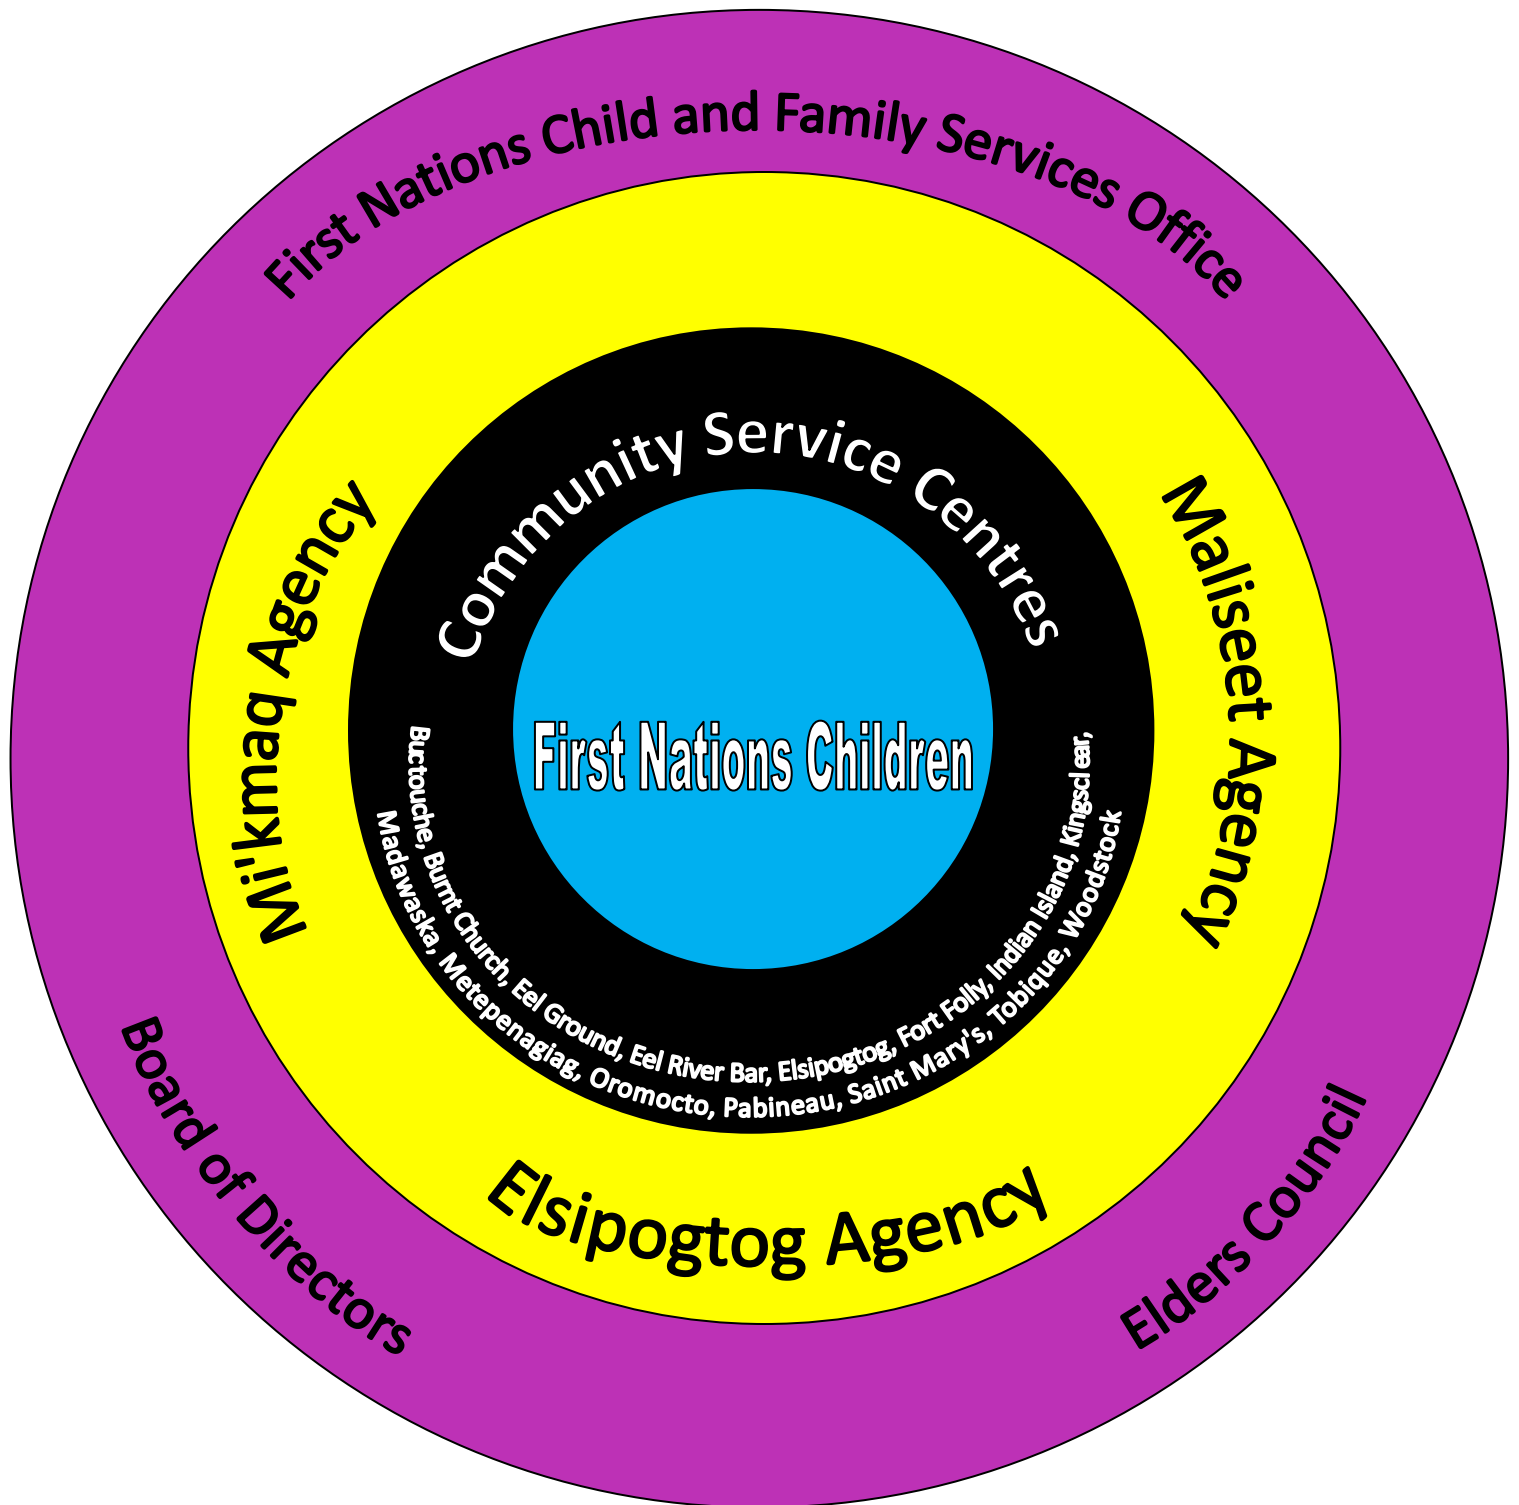 First Nations Child and Family Services Office
Mi'kmaq Agency
Maliseet Agency
Community Service Centres
First Nations Children
Buctouche, Burnt Church, Eel Ground, Eel River Bar, Elsipogtog, Fort Folly, Indian Island, Kingsclear,
Madawaska, Metepenagiag, Oromocto, Pabineau, Saint Mary's, Tobique, Woodstock
Elsipogtog Agency
Board of Directors
Elders Council